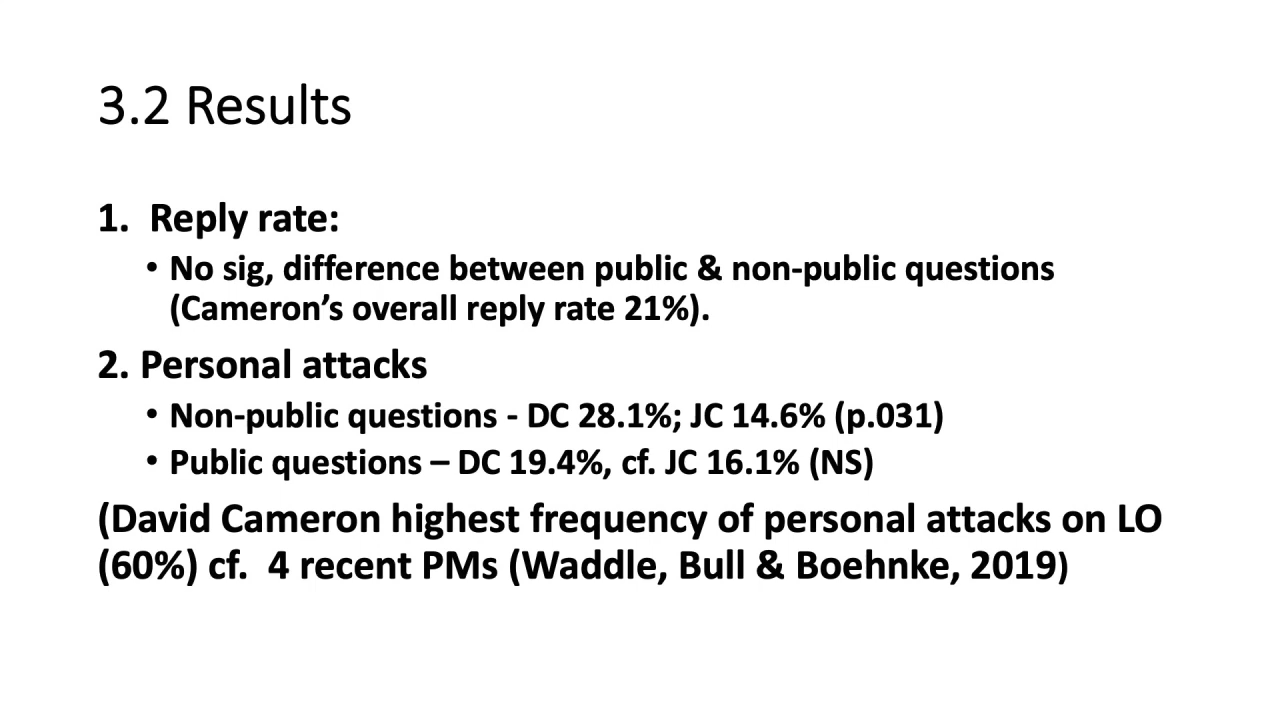 3.2 Results
1. Reply rate:
• No sig, difference between public & non-public questions
(Cameron’s overall reply rate 21%).
2. Personal attacks
• Non-public questions - DC 28.1%; JC 14.6% (p.031)
• Public questions – DC 19.4%, cf. JC 16.1% (NS)
(David Cameron highest frequency of personal attacks on LO
(60%) cf. 4 recent PMs (Waddle, Bull & Boehnke, 2019)